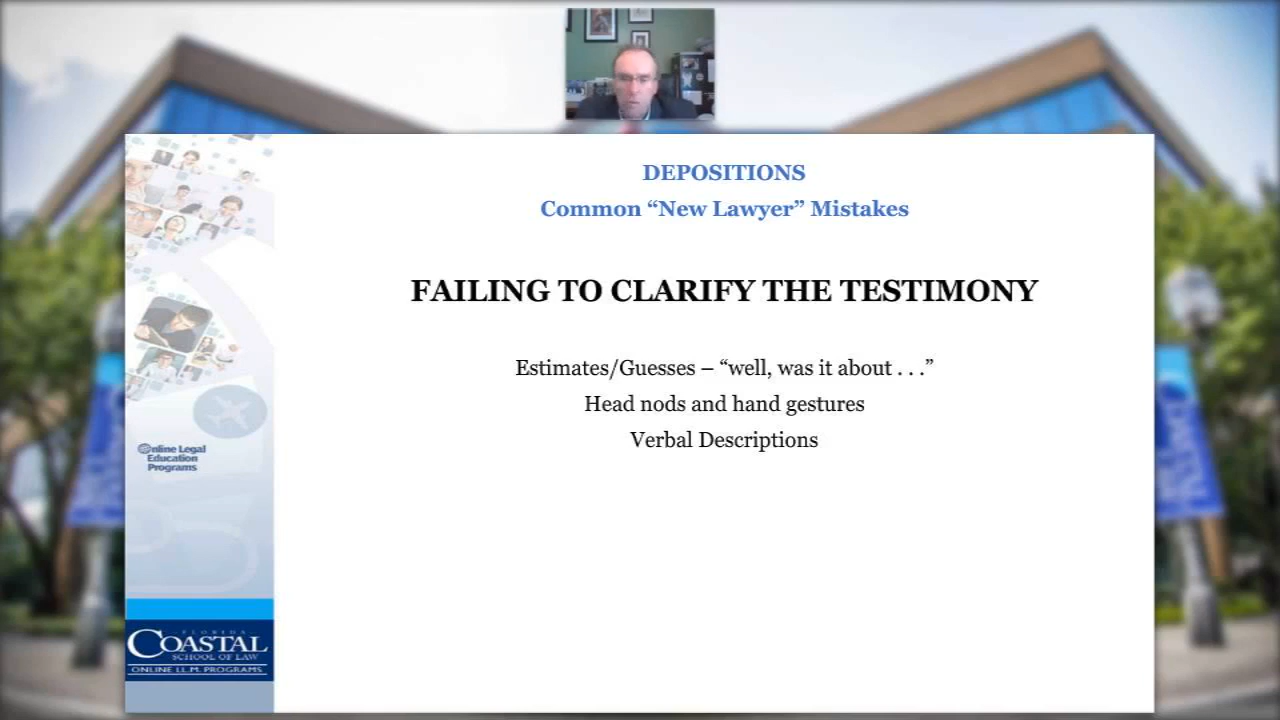 DEPOSITIONS
Common “New Lawyer” Mistakes
FAILING TO CLARIFY THE TESTIMONY
Estimates/Guesses – “well, was it about . . .”
Head nods and hand gestures
Verbal Descriptions
Online Legal
Education
Programs
FLORIDA
COASTAL
SCHOOL OF LAW
ONLINE LL.M. PROGRAMS